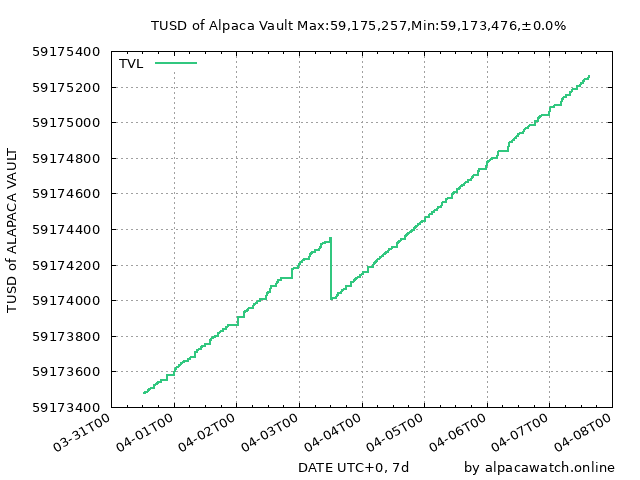 TUSD of Alpaca Vault Max:59,175,257,Min:59,173,476,±0.0%
TVL
59175400
59175200
59175000
59174800
59174600
59174400
59174200
59174000
59173800
59173600
59173400
TUSD of ALAPACA VAULT
03-31T00
04-01T00
04-02T00
04-03T00
04-04T00
04-05T00
04-06T00
04-07T00
04-08T00
DATE UTC+0, 7d
by alpacawatch.online